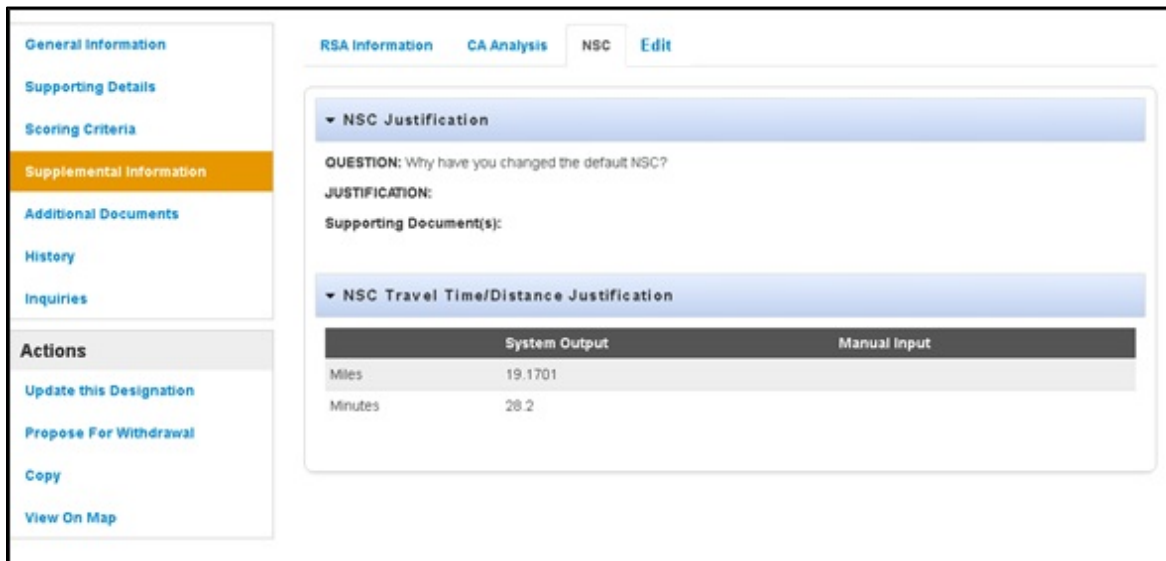 General Information
Supporting Details
Scoring Criteria
Supplemental Information
Additional Documents
History
Inquiries
Actions
Update this Designation
Propose For Withdrawal
Copy
View On Map
RSA Information CA Analysis NSC Edit
NSC Justification
QUESTION: Why have you changed the default NSC?
JUSTIFICATION:
Supporting Document(s):
NSC Travel Time/Distance Justification
System Output Manual Input
Miles 19.1701
Minutes 28.2